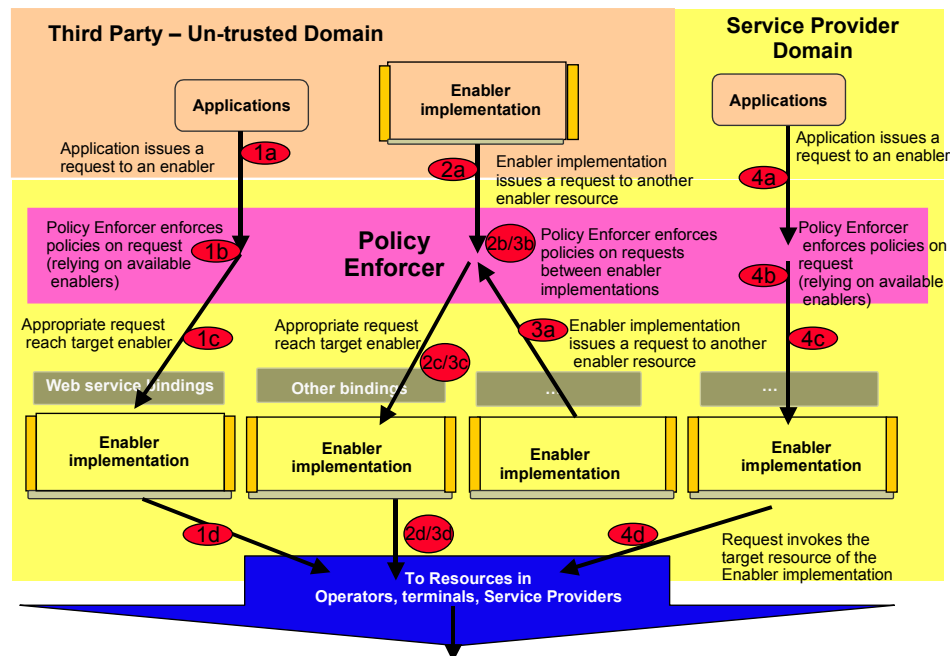 Third Party – Un-trusted Domain
Service Provider
Domain
Applications
Enabler
implementation
Applications
Application issues a
request to an enabler
1a
2a
Enabler implementation
issues a request to another
enabler resource
4a
Application issues a
request to an enabler
Policy Enforcer enforces
policies on request
(relying on available
enablers)
1b
Policy
Enforcer
2b/3b
Policy Enforcer enforces
policies on requests
between enabler
implementations
4b
Policy Enforcer
enforces policies on
request
(relying on available
enablers)
Appropriate request
reach target enabler
1c
Appropriate request
reach target enabler
2c/3c
3a
Enabler implementation
issues a request to another
enabler resource
4c
Web service bindings
Other bindings
...
...
Enabler
implementation
Enabler
implementation
Enabler
implementation
Enabler
implementation
1d
2d/3d
4d
Request invokes the
target resource of the
Enabler implementation
To Resources in
Operators, terminals, Service Providers